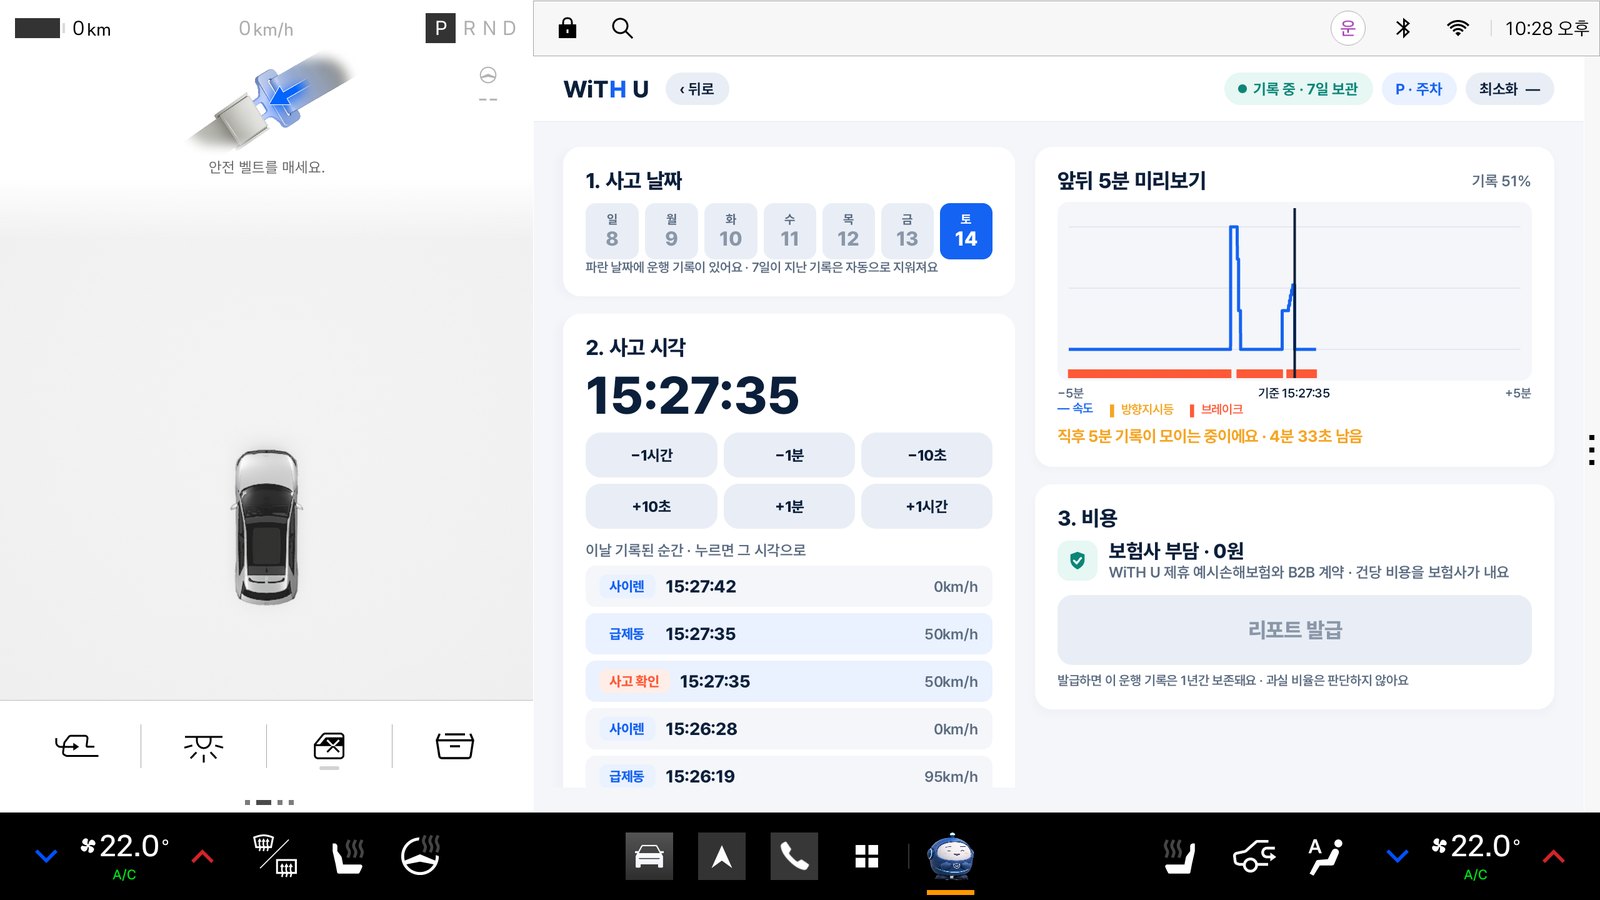 0 km
0 km/h
P R N D
안전 벨트를 매세요.
--
운
10:28 오후
WiTH U
‹ 뒤로
기록 중 · 7일 보관
P · 주차
최소화 —
1. 사고 날짜
일 월 화 수 목 금 토
8 9 10 11 12 13 14
파란 날짜에 운행 기록이 있어요 · 7일이 지난 기록은 자동으로 지워져요
2. 사고 시각
15:27:35
−1시간 −1분 −10초
+10초 +1분 +1시간
이날 기록된 순간 · 누르면 그 시각으로
사이렌 15:27:42 0km/h
급제동 15:27:35 50km/h
사고 확인 15:27:35 50km/h
사이렌 15:26:28 0km/h
급제동 15:26:19 95km/h
앞뒤 5분 미리보기
기록 51%
−5분 기준 15:27:35 +5분
속도 방향지시등 브레이크
직후 5분 기록이 모이는 중이에요 · 4분 33초 남음
3. 비용
보험사 부담 · 0원
WiTH U 제휴 예시손해보험와 B2B 계약 · 건당 비용을 보험사가 내요
리포트 발급
발급하면 이 운행 기록은 1년간 보존돼요 · 과실 비율은 판단하지 않아요
22.0°
A/C
A
22.0°
A/C